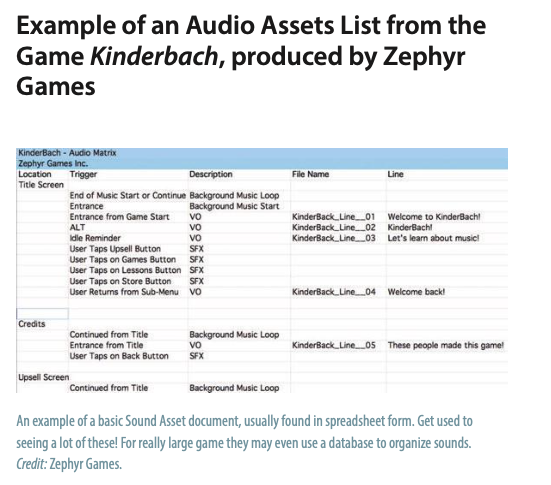 Example of an Audio Assets List from the
Game Kinderbach, produced by Zephyr
Games
KinderBach - Audio Matrix
Zephyr Games Inc.
Location Trigger Description File Name Line
Title Screen
End of Music Start or Continue Background Music Loop
Entrance Background Music Start
Entrance from Game Start VO KinderBack_Line__01 Welcome to KinderBach!
ALT VO KinderBack_Line__02 KinderBach!
Idle Reminder VO KinderBack_Line__03 Let's learn about music!
User Taps Upsell Button SFX
User Taps on Games Button SFX
User Taps on Lessons Button SFX
User Taps on Store Button SFX
User Returns from Sub-Menu VO KinderBack_Line__04 Welcome back!
Credits
Continued from Title Background Music Loop
Entrance from Title VO KinderBack_Line__05 These people made this game!
User Taps on Back Button SFX
Upsell Screen
Continued from Title Background Music Loop
An example of a basic Sound Asset document, usually found in spreadsheet form. Get used to
seeing a lot of these! For really large game they may even use a database to organize sounds.
Credit: Zephyr Games.